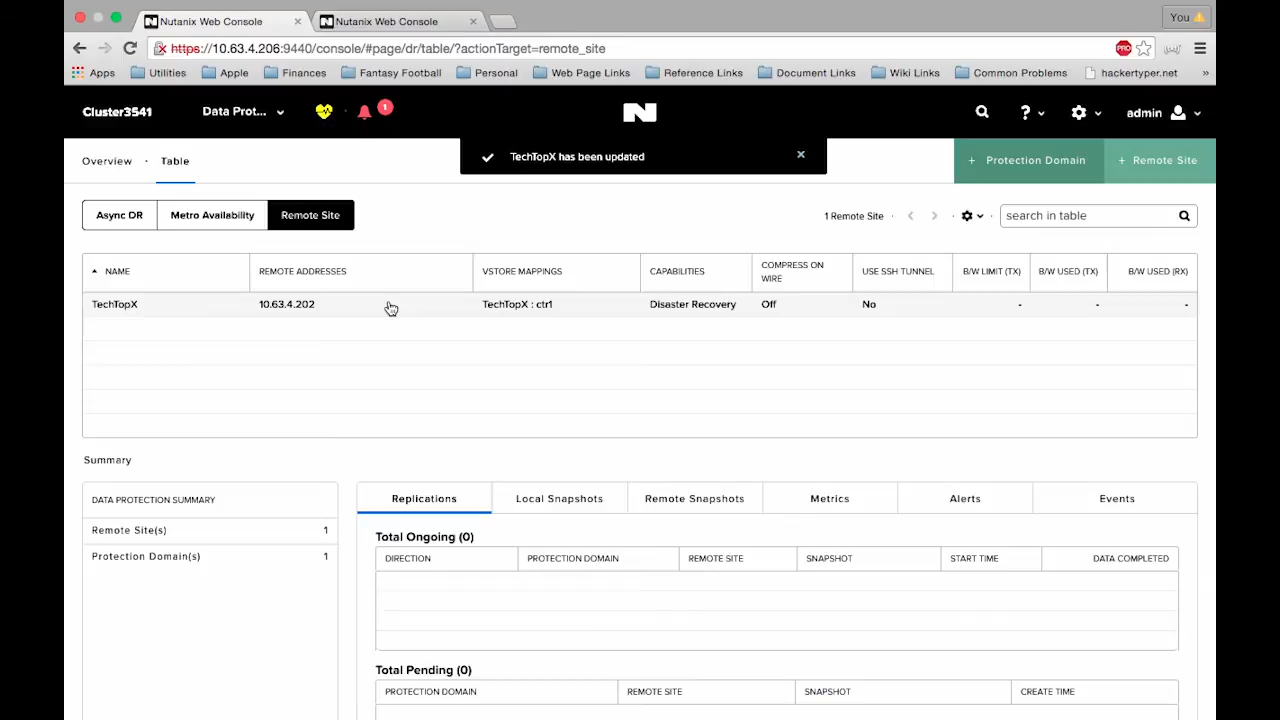 Nutanix Web Console
Nutanix Web Console
You
https://10.63.4.206:9440/console/#page/dr/table/?actionTarget=remote_site
PRO
Apps Utilities Apple Finances Fantasy Football Personal Web Page Links Reference Links Document Links Wiki Links Common Problems hackertyper.net »
Cluster3541 Data Prot... 1 ? admin
TechTopX has been updated
Overview · Table
+ Protection Domain + Remote Site
Async DR Metro Availability Remote Site
1 Remote Site
search in table
NAME REMOTE ADDRESSES VSTORE MAPPINGS CAPABILITIES COMPRESS ON WIRE USE SSH TUNNEL B/W LIMIT (TX) B/W USED (TX) B/W USED (RX)
TechTopX 10.63.4.202 TechTopX : ctr1 Disaster Recovery Off No - - -
Summary
DATA PROTECTION SUMMARY
Remote Site(s) 1
Protection Domain(s) 1
Replications Local Snapshots Remote Snapshots Metrics Alerts Events
Total Ongoing (0)
DIRECTION PROTECTION DOMAIN REMOTE SITE SNAPSHOT START TIME DATA COMPLETED
Total Pending (0)
PROTECTION DOMAIN REMOTE SITE SNAPSHOT CREATE TIME